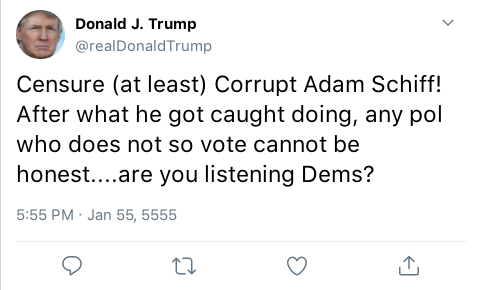 Donald J. Trump
@realDonaldTrump
Censure (at least) Corrupt Adam Schiff!
After what he got caught doing, any pol
who does not so vote cannot be
honest....are you listening Dems?
5:55 PM · Jan 55, 5555